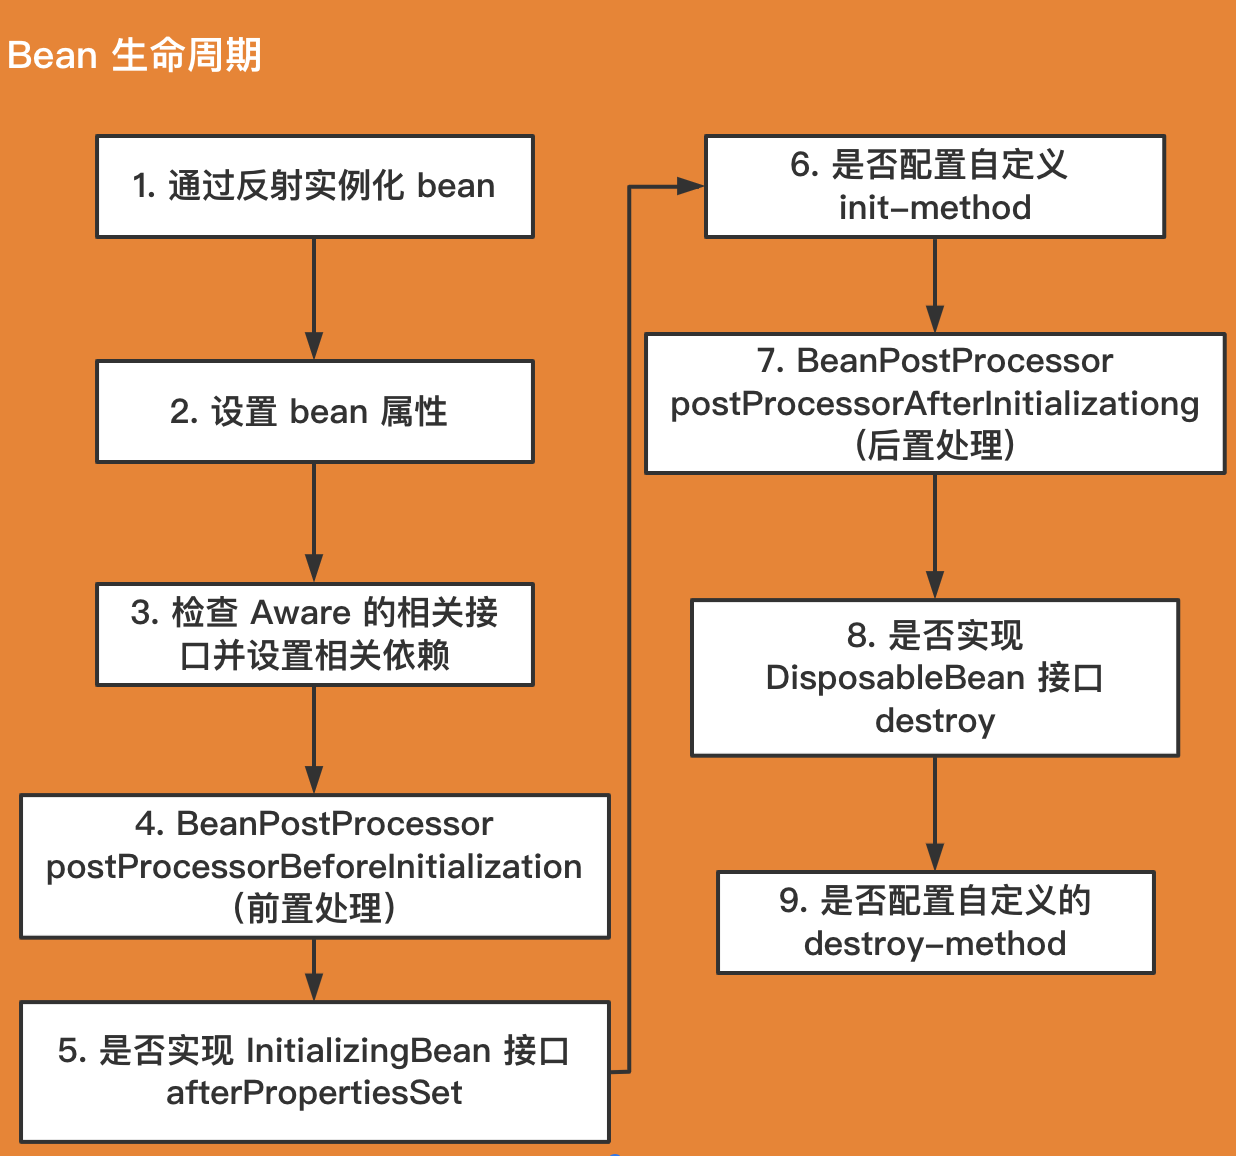 Bean 生命周期
1. 通过反射实例化 bean
2. 设置 bean 属性
3. 检查 Aware 的相关接
口并设置相关依赖
4. BeanPostProcessor
postProcessorBeforeInitialization
（前置处理）
5. 是否实现 InitializingBean 接口
afterPropertiesSet
6. 是否配置自定义
init-method
7. BeanPostProcessor
postProcessorAfterInitializationg
（后置处理）
8. 是否实现
DisposableBean 接口
destroy
9. 是否配置自定义的
destroy-method